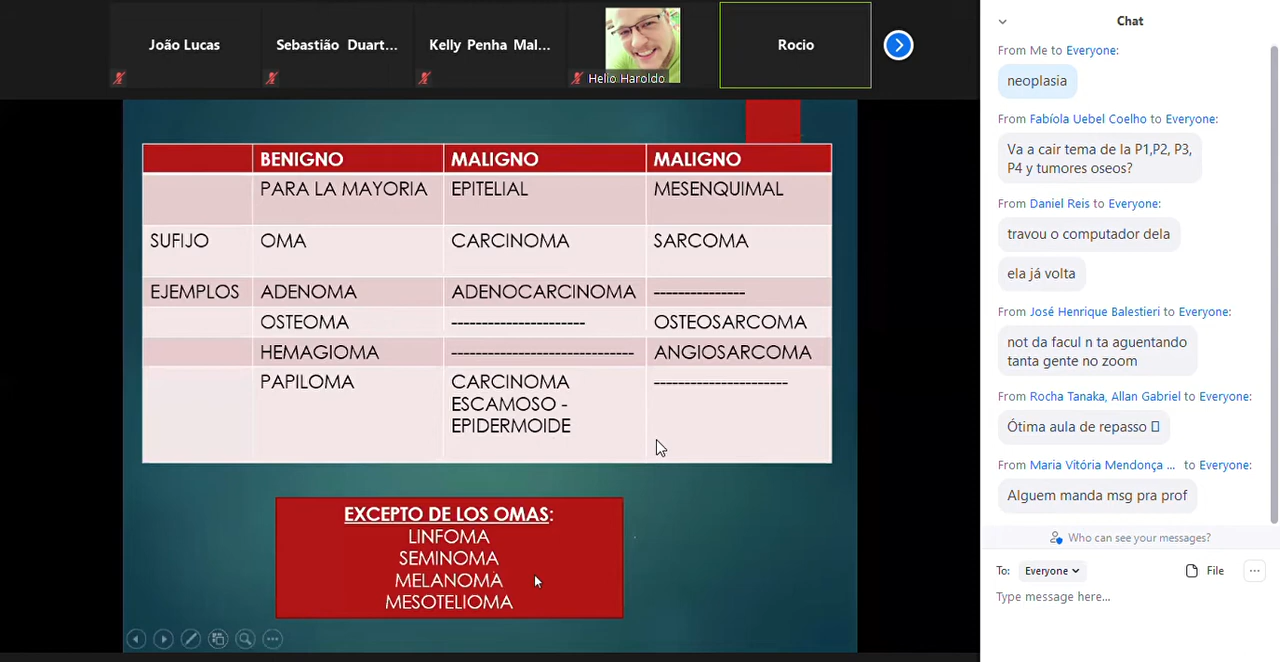 João Lucas
Sebastião Duart...
Kelly Penha Mal...
Helio Haroldo
Rocio
BENIGNO MALIGNO MALIGNO
PARA LA MAYORIA EPITELIAL MESENQUIMAL
SUFIJO OMA CARCINOMA SARCOMA
EJEMPLOS ADENOMA ADENOCARCINOMA ---------------
OSTEOMA ---------------------- OSTEOSARCOMA
HEMAGIOMA ------------------------------ ANGIOSARCOMA
PAPILOMA CARCINOMA ----------------------
ESCAMOSO -
EPIDERMOIDE
EXCEPTO DE LOS OMAS:
LINFOMA
SEMINOMA
MELANOMA
MESOTELIOMA
Chat
From Me to Everyone:
neoplasia
From Fabíola Uebel Coelho to Everyone:
Va a cair tema de la P1,P2, P3,
P4 y tumores oseos?
From Daniel Reis to Everyone:
travou o computador dela
ela já volta
From José Henrique Balestieri to Everyone:
not da facul n ta aguentando
tanta gente no zoom
From Rocha Tanaka, Allan Gabriel to Everyone:
Ótima aula de repasso
From Maria Vitória Mendonça ... to Everyone:
Alguem manda msg pra prof
Who can see your messages?
To: Everyone File ...
Type message here...